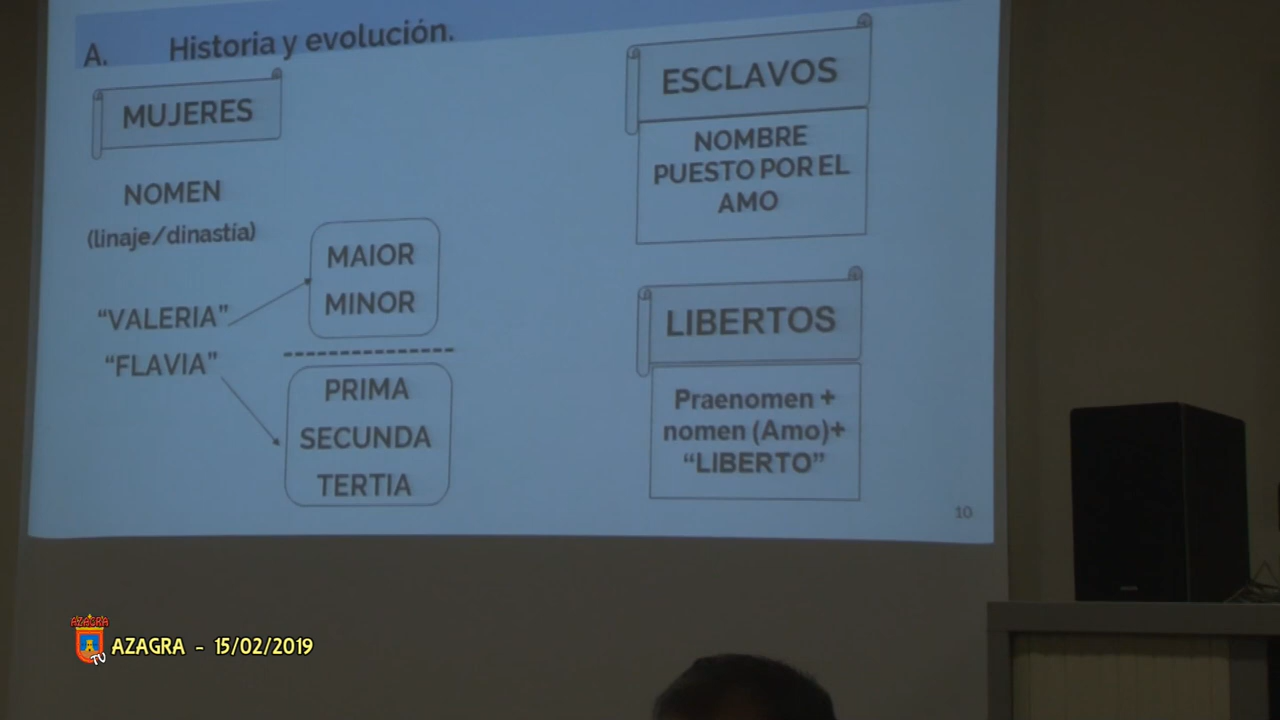 A. Historia y evolución.
MUJERES
NOMEN
(linaje/dinastía)
“VALERIA”
“FLAVIA”
MAIOR
MINOR
PRIMA
SECUNDA
TERTIA
ESCLAVOS
NOMBRE
PUESTO POR EL
AMO
LIBERTOS
Praenomen +
nomen (Amo)+
“LIBERTO”
10
AZAGRA
TV
AZAGRA - 15/02/2019